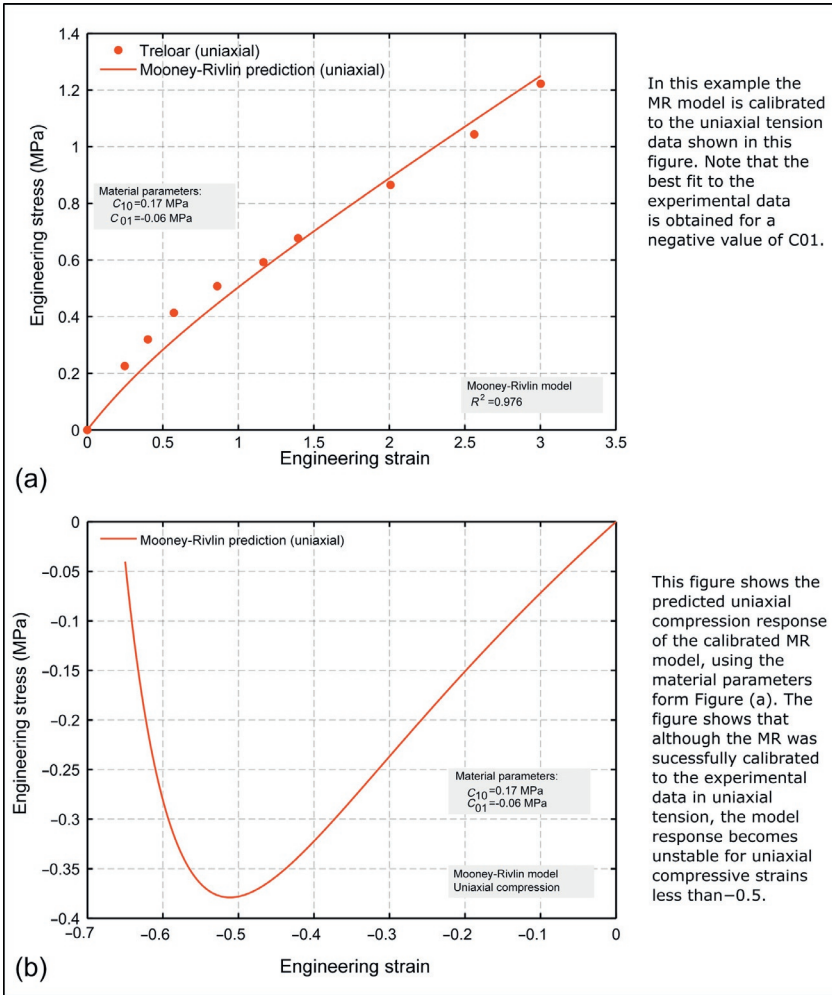 1.4
Treloar (uniaxial)
Mooney-Rivlin prediction (uniaxial)
1.2
1
Engineering stress (MPa)
Material parameters:
C10=0.17 MPa
C01=-0.06 MPa
0.8
0.6
0.4
0.2
Mooney-Rivlin model
R2=0.976
0
0
0.5
1
1.5
2
2.5
3
3.5
Engineering strain
(a)
In this example the
MR model is calibrated
to the uniaxial tension
data shown in this
figure. Note that the
best fit to the
experimental data
is obtained for a
negative value of C01.
0
Mooney-Rivlin prediction (uniaxial)
−0.05
−0.1
−0.15
−0.2
−0.25
−0.3
−0.35
−0.4
Engineering stress (MPa)
Material parameters:
C10=0.17 MPa
C01=-0.06 MPa
Mooney-Rivlin model
Uniaxial compression
−0.7
−0.6
−0.5
−0.4
−0.3
−0.2
−0.1
0
Engineering strain
(b)
This figure shows the
predicted uniaxial
compression response
of the calibrated MR
model, using the
material parameters
form Figure (a). The
figure shows that
although the MR was
sucessfully calibrated
to the experimental
data in uniaxial
tension, the model
response becomes
unstable for uniaxial
compressive strains
less than−0.5.